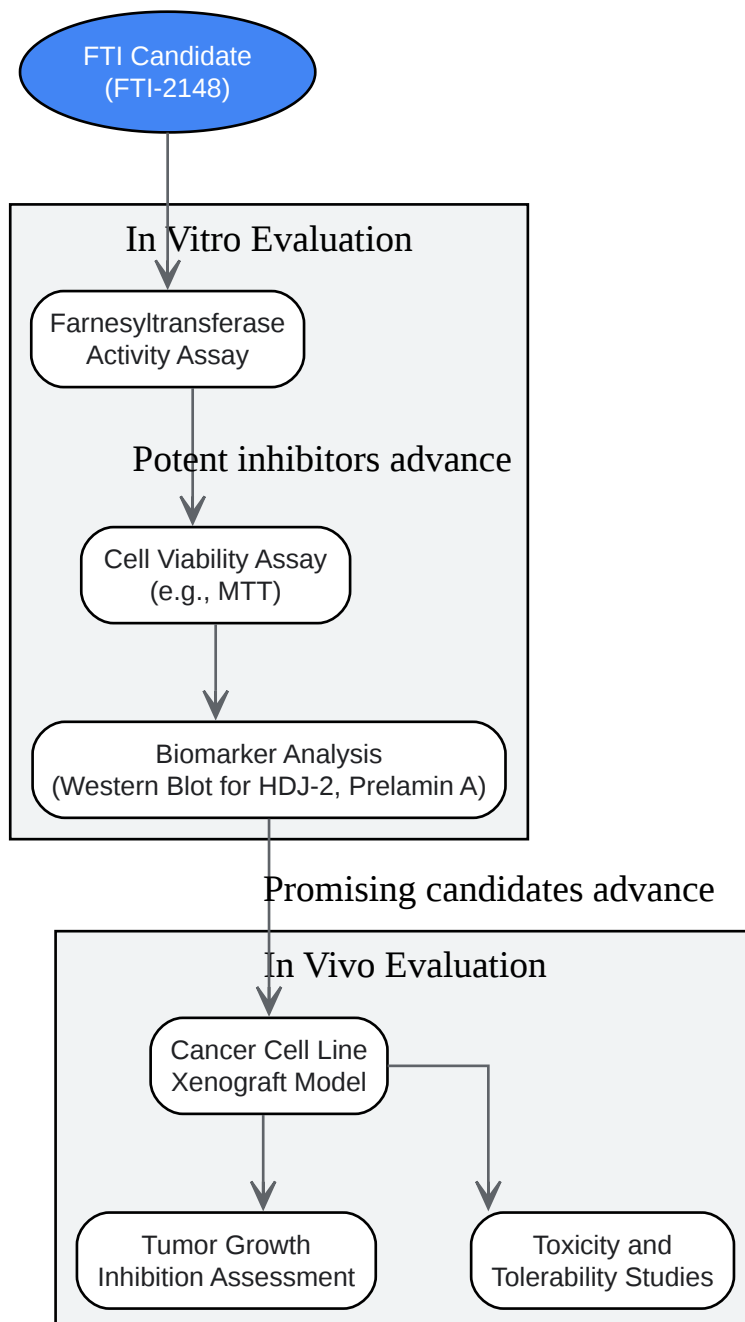 FTI Candidate
(FTI-2148)
In Vitro Evaluation
Farnesyltransferase
Activity Assay
Potent inhibitors advance
Cell Viability Assay
(e.g., MTT)
Biomarker Analysis
(Western Blot for HDJ-2, Prelamin A)
Promising candidates advance
In Vivo Evaluation
Cancer Cell Line
Xenograft Model
Tumor Growth
Inhibition Assessment
Toxicity and
Tolerability Studies